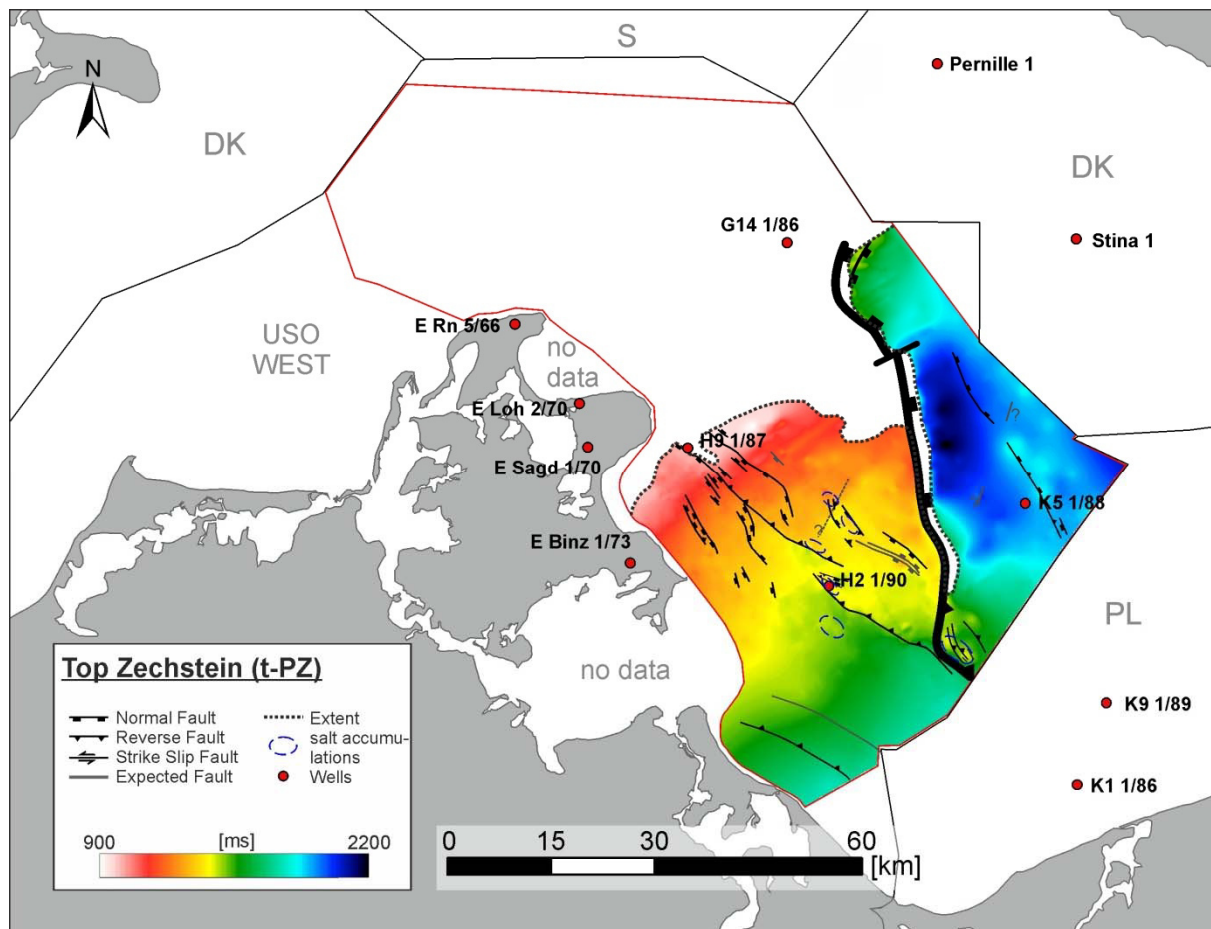 S
Pernille 1
N
DK
DK
G14 1/86
Stina 1
E Rn 5/66
USO
WEST
no
data
E Loh 2/70
H9 1/87
E Sagd 1/70
K5 1/88
E Binz 1/73
H2 1/90
PL
Top Zechstein (t-PZ)
Normal Fault
Reverse Fault
Strike Slip Fault
Expected Fault
Extent
salt accumu-
lations
Wells
900 [ms] 2200
no data
K9 1/89
K1 1/86
0 15 30 60
[km]